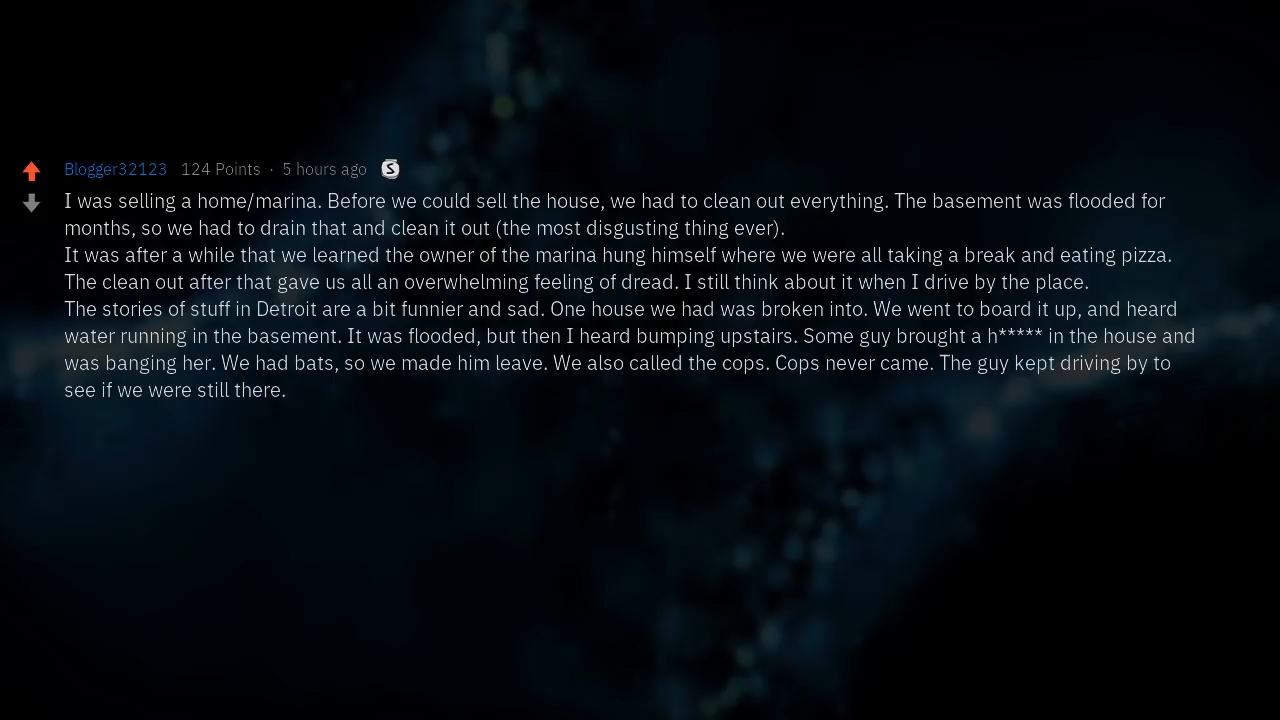 Blogger32123 124 Points · 5 hours ago S
I was selling a home/marina. Before we could sell the house, we had to clean out everything. The basement was flooded for
months, so we had to drain that and clean it out (the most disgusting thing ever).
It was after a while that we learned the owner of the marina hung himself where we were all taking a break and eating pizza.
The clean out after that gave us all an overwhelming feeling of dread. I still think about it when I drive by the place.
The stories of stuff in Detroit are a bit funnier and sad. One house we had was broken into. We went to board it up, and heard
water running in the basement. It was flooded, but then I heard bumping upstairs. Some guy brought a h***** in the house and
was banging her. We had bats, so we made him leave. We also called the cops. Cops never came. The guy kept driving by to
see if we were still there.